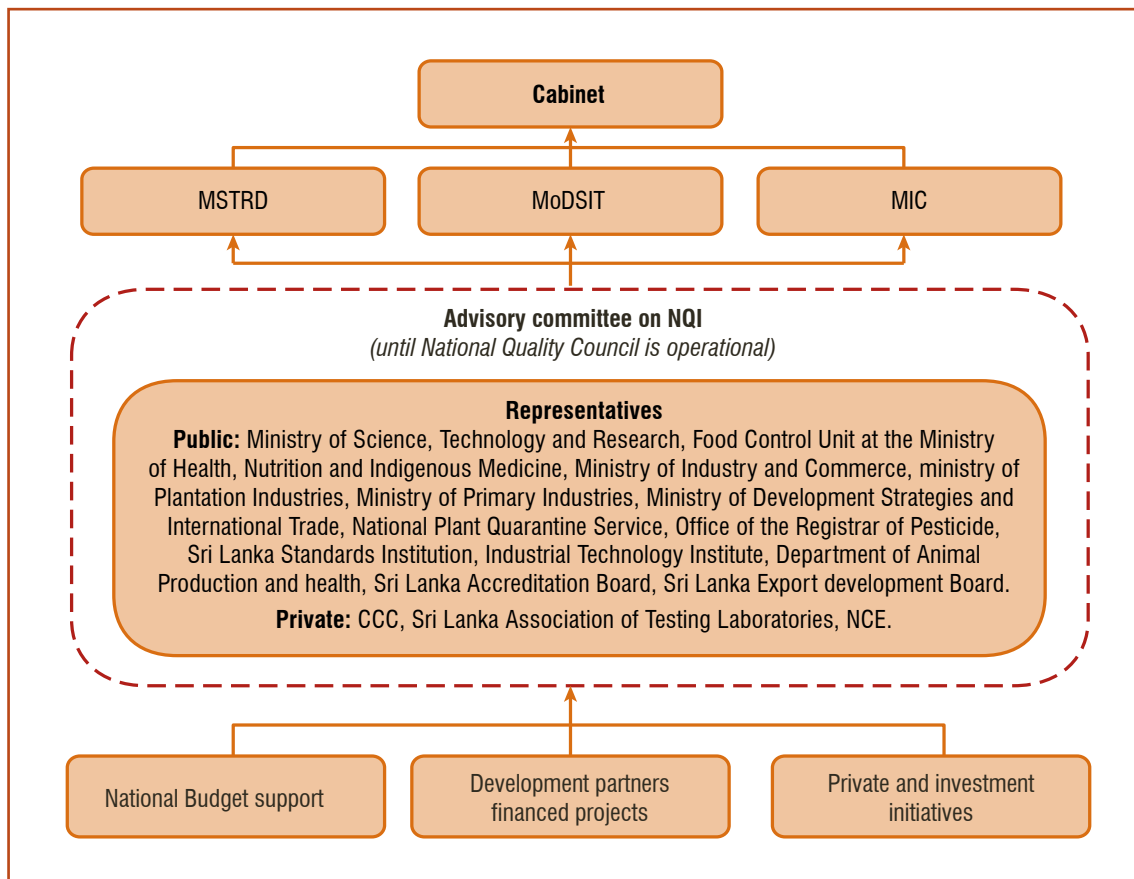 Cabinet
MSTRD
MoDSIT
MIC
Advisory committee on NQI
(until National Quality Council is operational)
Representatives
Public: Ministry of Science, Technology and Research, Food Control Unit at the Ministry
of Health, Nutrition and Indigenous Medicine, Ministry of Industry and Commerce, ministry of
Plantation Industries, Ministry of Primary Industries, Ministry of Development Strategies and
International Trade, National Plant Quarantine Service, Office of the Registrar of Pesticide,
Sri Lanka Standards Institution, Industrial Technology Institute, Department of Animal
Production and health, Sri Lanka Accreditation Board, Sri Lanka Export development Board.
Private: CCC, Sri Lanka Association of Testing Laboratories, NCE.
National Budget support
Development partners
financed projects
Private and investment
initiatives